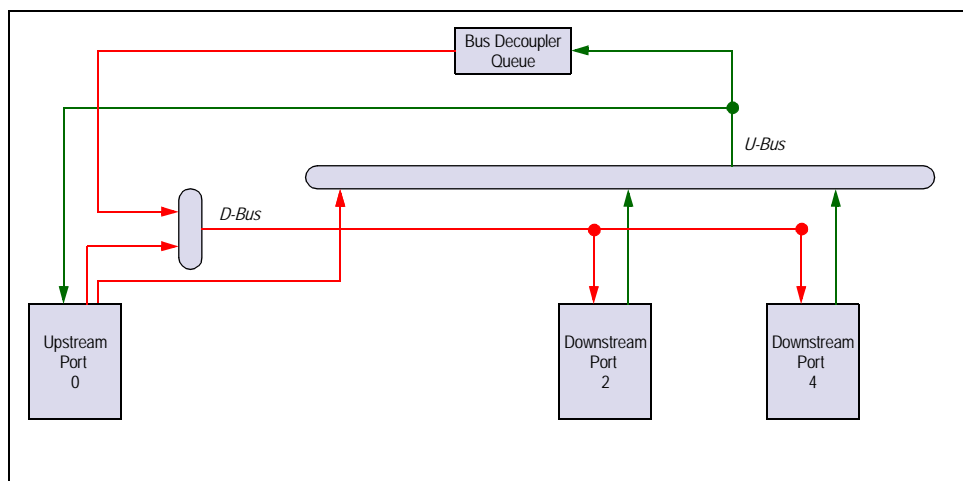 Bus Decoupler
Queue
U-Bus
D-Bus
Upstream
Port
0
Downstream
Port
2
Downstream
Port
4